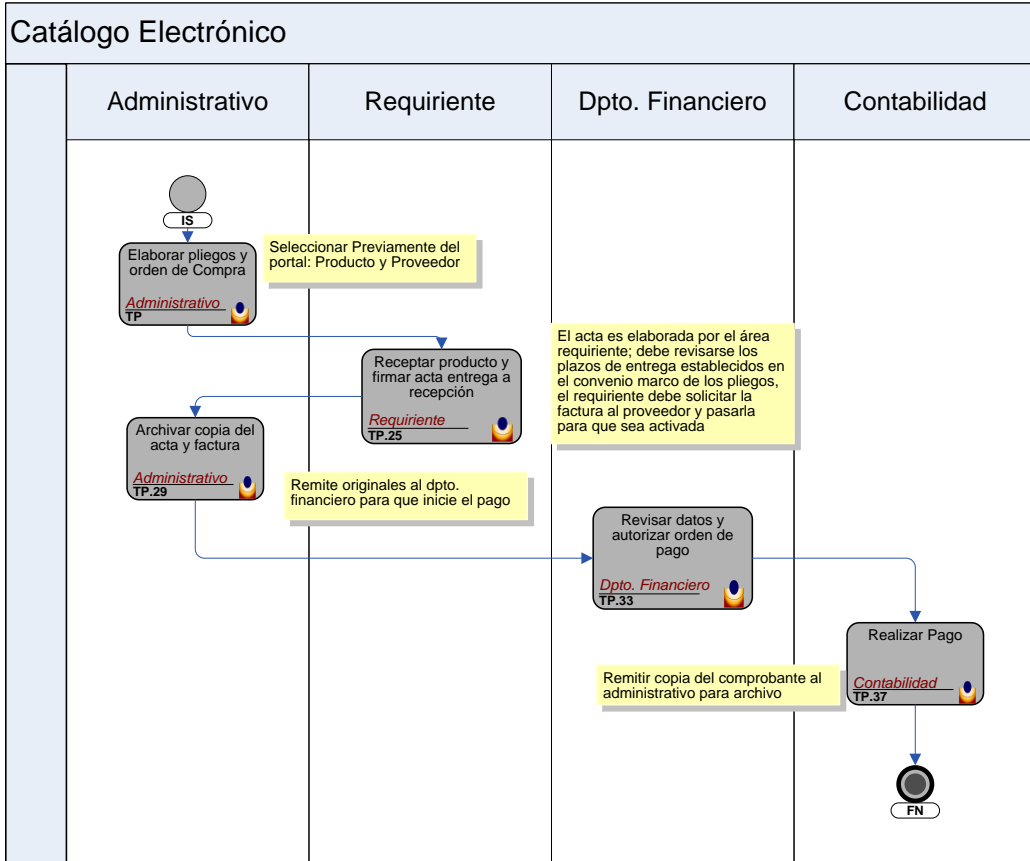 Catálogo Electrónico
Administrativo
Requiriente
Dpto. Financiero
Contabilidad
IS
Elaborar pliegos y
orden de Compra
Administrativo
TP
Seleccionar Previamente del
portal: Producto y Proveedor
Receptar producto y
firmar acta entrega a
recepción
Requiriente
TP.25
El acta es elaborada por el área
requiriente; debe revisarse los
plazos de entrega establecidos en
el convenio marco de los pliegos,
el requiriente debe solicitar la
factura al proveedor y pasarla
para que sea activada
Archivar copia del
acta y factura
Administrativo
TP.29
Remite originales al dpto.
financiero para que inicie el pago
Revisar datos y
autorizar orden de
pago
Dpto. Financiero
TP.33
Realizar Pago
Contabilidad
TP.37
Remitir copia del comprobante al
administrativo para archivo
FN